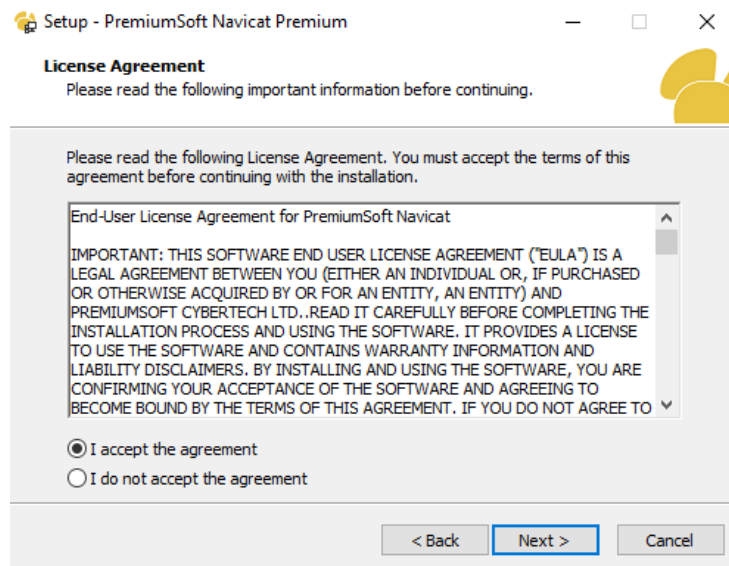 Setup - PremiumSoft Navicat Premium
License Agreement
Please read the following important information before continuing.
Please read the following License Agreement. You must accept the terms of this
agreement before continuing with the installation.
End-User License Agreement for PremiumSoft Navicat
IMPORTANT: THIS SOFTWARE END USER LICENSE AGREEMENT ("EULA") IS A
LEGAL AGREEMENT BETWEEN YOU (EITHER AN INDIVIDUAL OR, IF PURCHASED
OR OTHERWISE ACQUIRED BY OR FOR AN ENTITY, AN ENTITY) AND
PREMIUMSOFT CYBERTECH LTD..READ IT CAREFULLY BEFORE COMPLETING THE
INSTALLATION PROCESS AND USING THE SOFTWARE. IT PROVIDES A LICENSE
TO USE THE SOFTWARE AND CONTAINS WARRANTY INFORMATION AND
LIABILITY DISCLAIMERS. BY INSTALLING AND USING THE SOFTWARE, YOU ARE
CONFIRMING YOUR ACCEPTANCE OF THE SOFTWARE AND AGREEING TO
BECOME BOUND BY THE TERMS OF THIS AGREEMENT. IF YOU DO NOT AGREE TO
I accept the agreement
I do not accept the agreement
< Back
Next >
Cancel